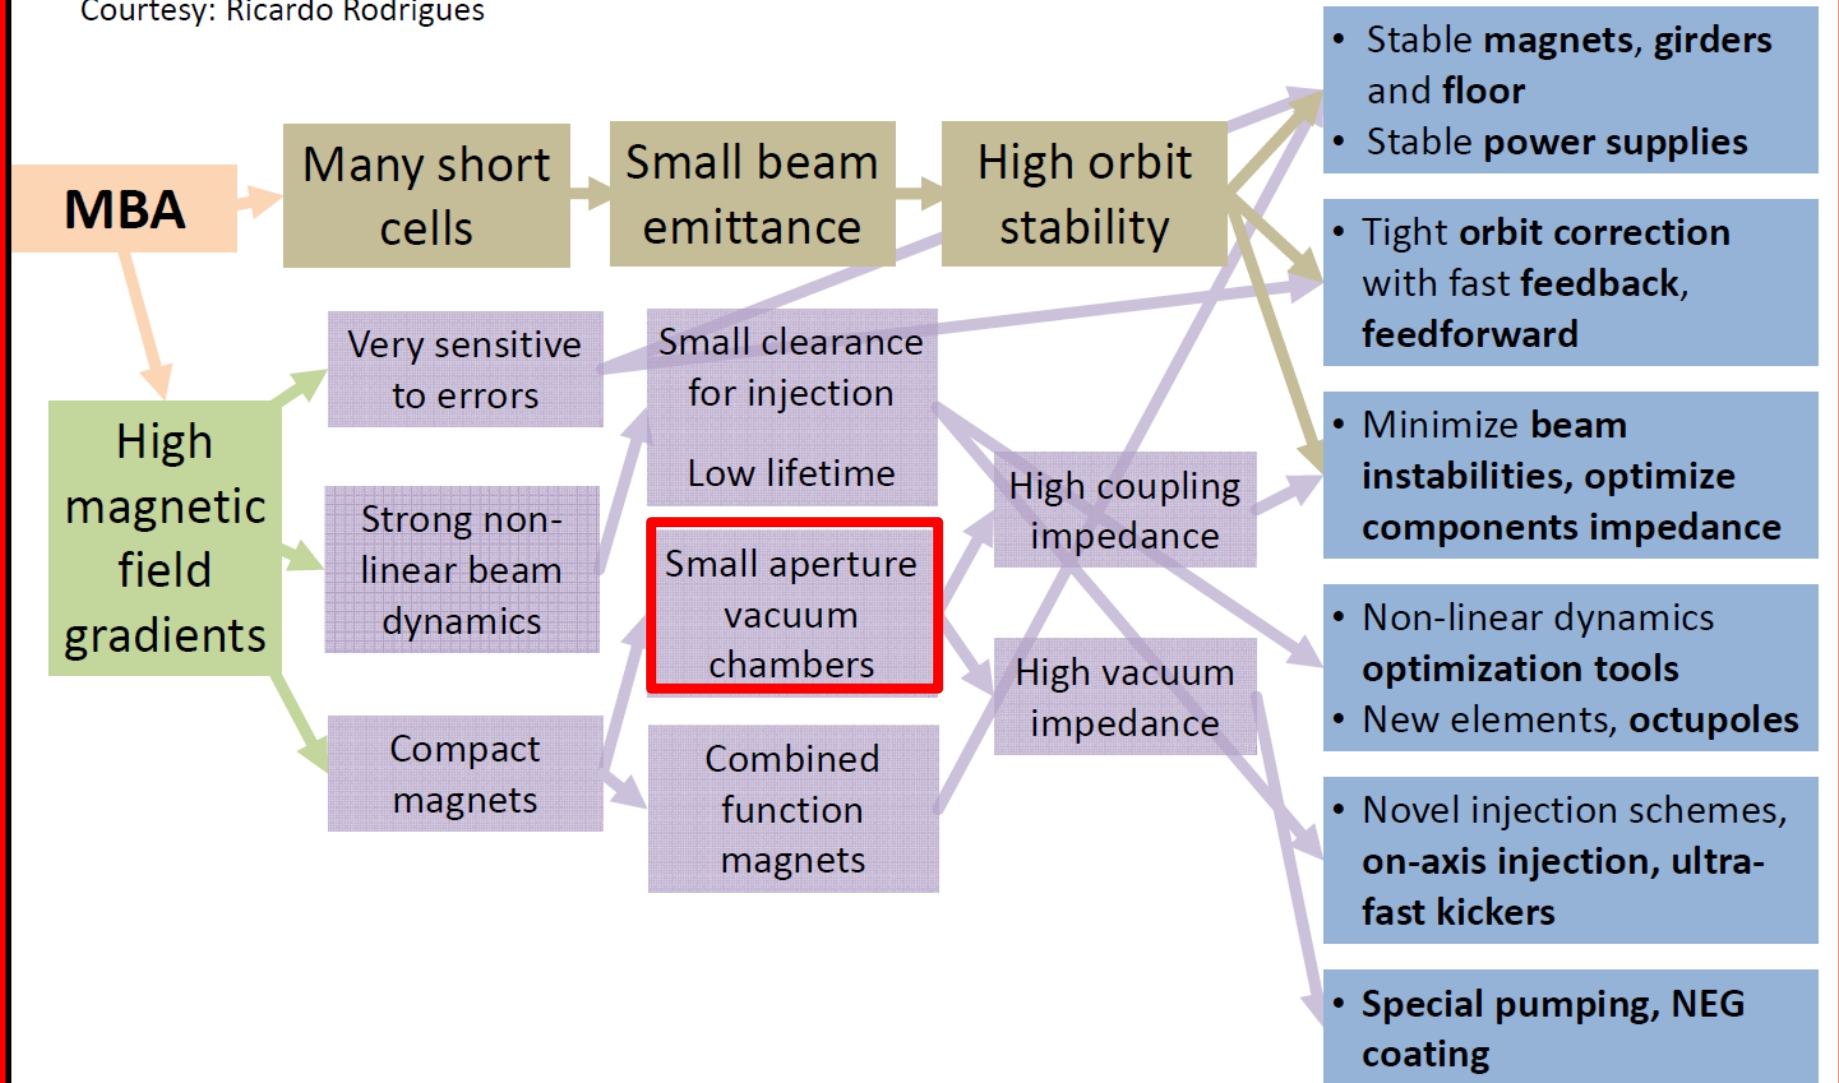 Courtesy: Ricardo Rodrigues
MBA
Many short
cells
Small beam
emittance
High orbit
stability
High
magnetic
field
gradients
Very sensitive
to errors
Strong non-
linear beam
dynamics
Compact
magnets
Small clearance
for injection
Low lifetime
Small aperture
vacuum
chambers
Combined
function
magnets
High coupling
impedance
High vacuum
impedance
• Stable magnets, girders
and floor
• Stable power supplies
• Tight orbit correction
with fast feedback,
feedforward
• Minimize beam
instabilities, optimize
components impedance
• Non-linear dynamics
optimization tools
• New elements, octupoles
• Novel injection schemes,
on-axis injection, ultra-
fast kickers
• Special pumping, NEG
coating